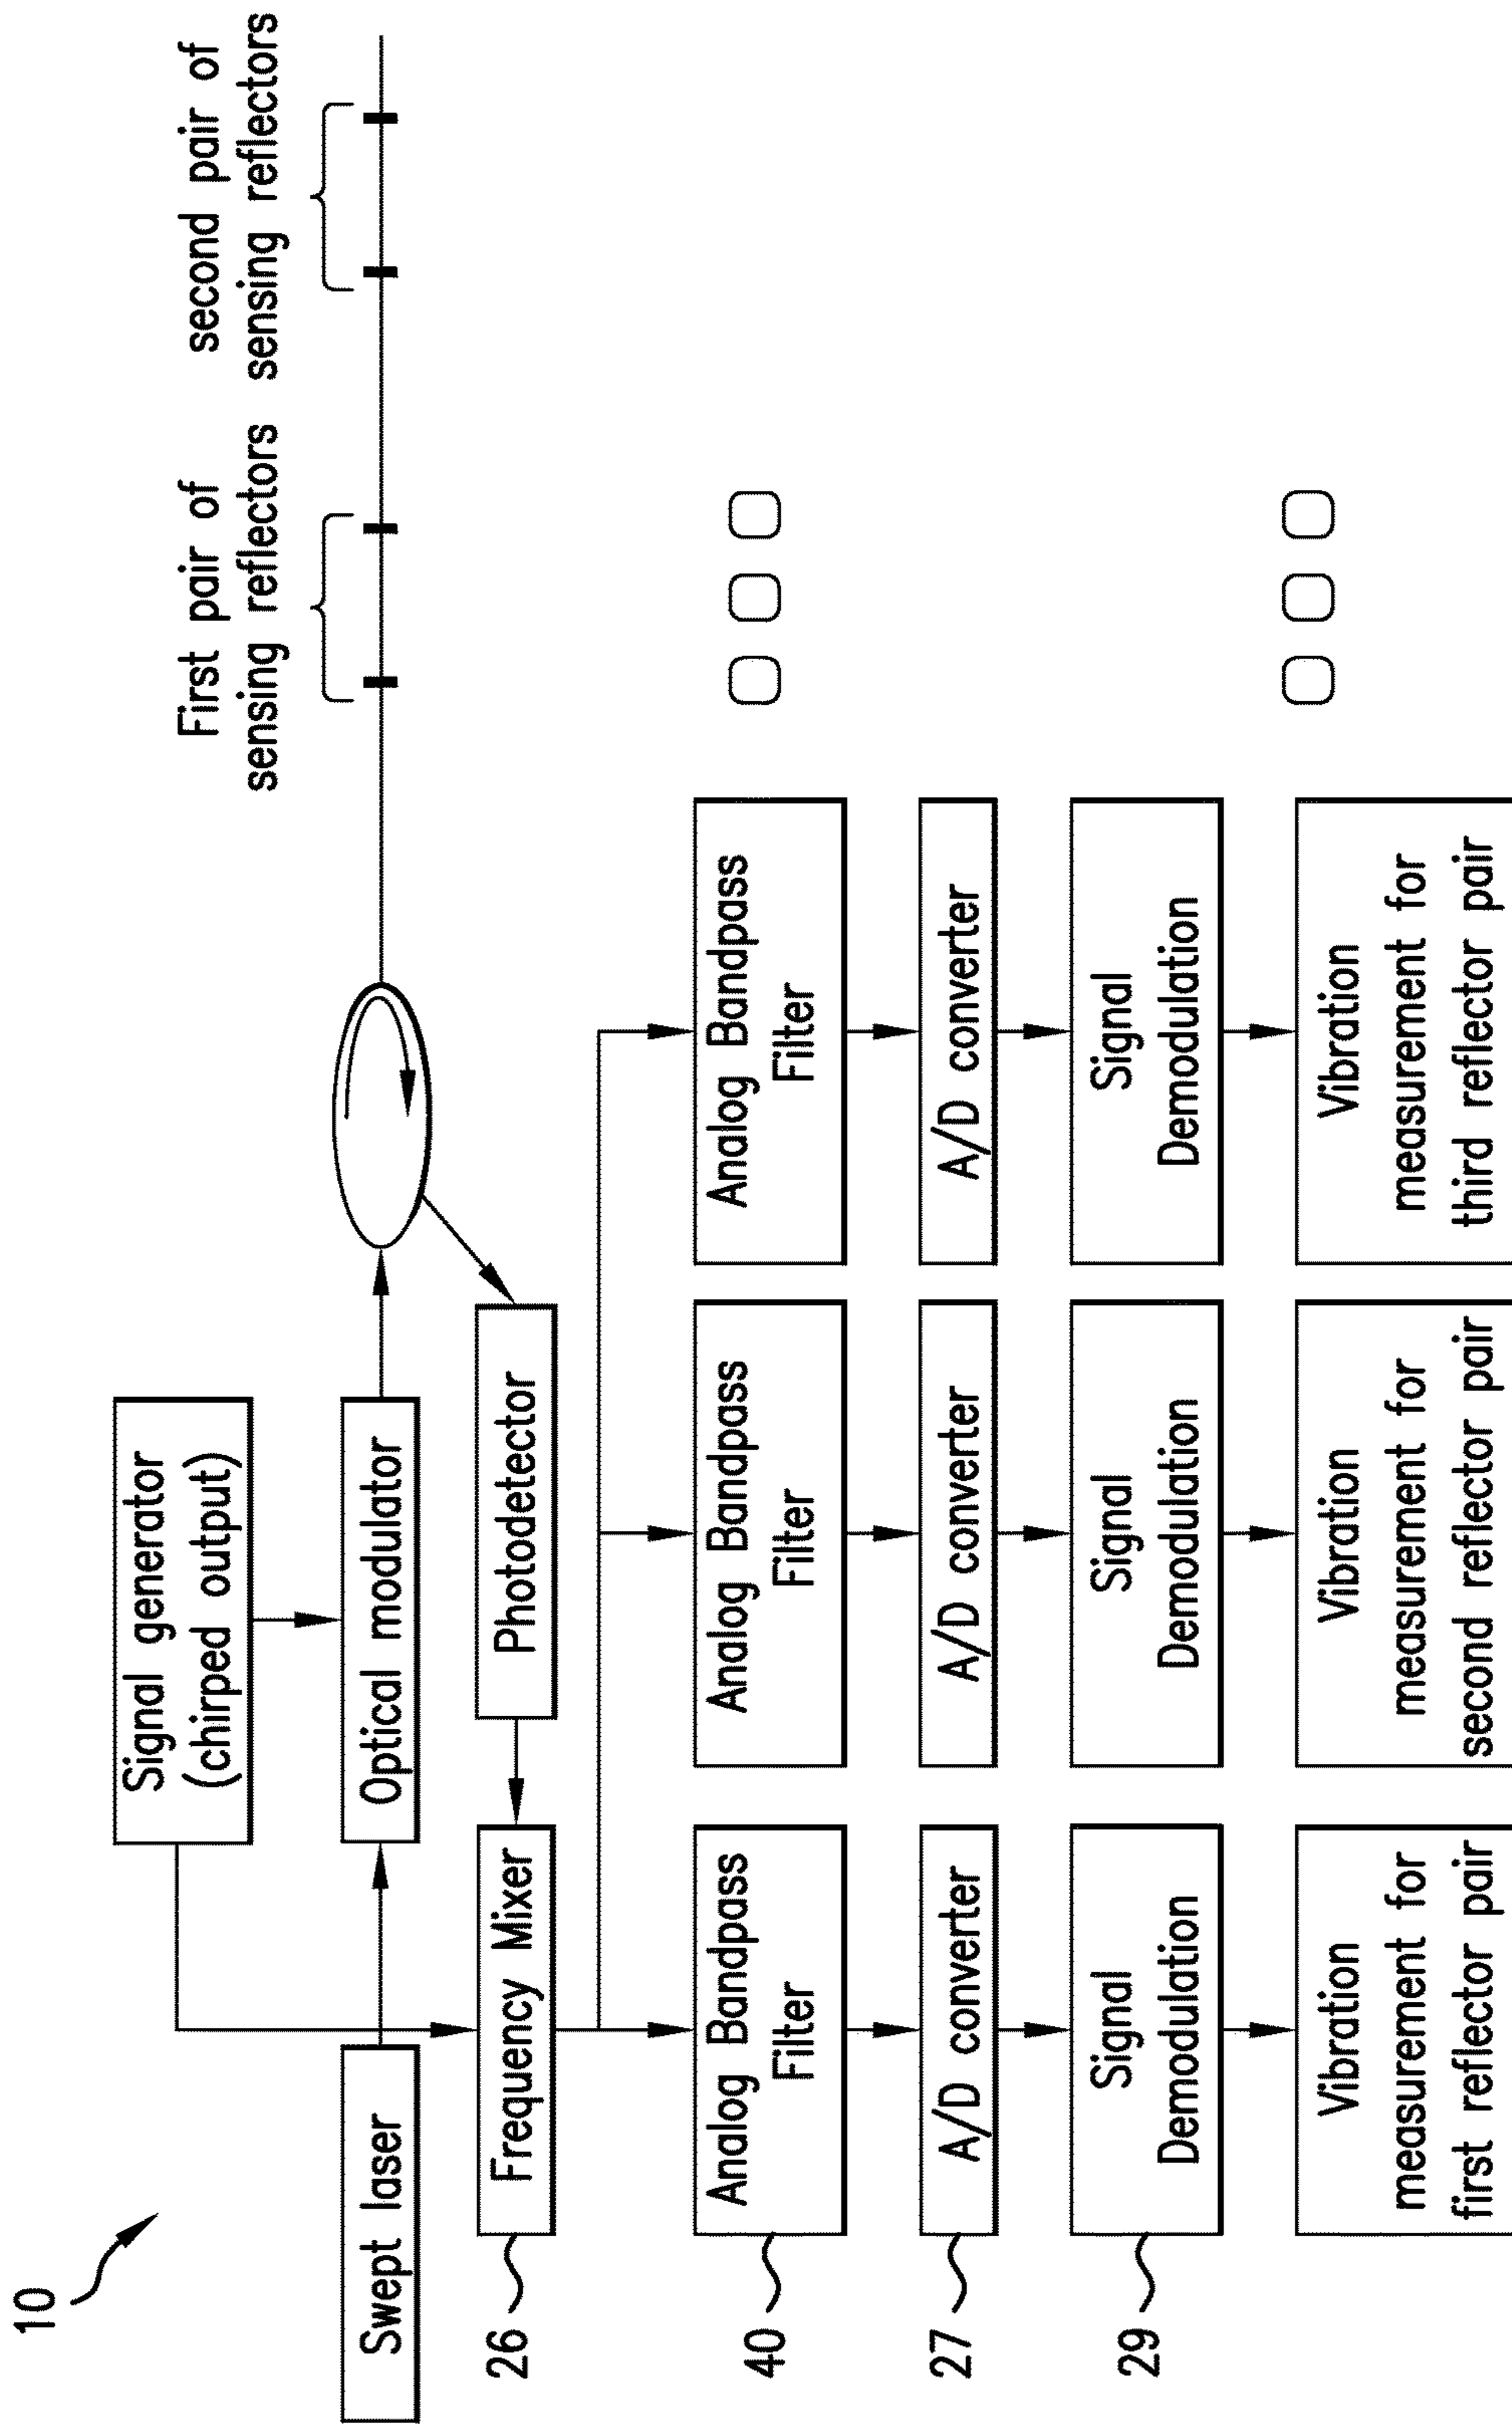 10
Signal generator
(chirped output)
First pair of
sensing reflectors
second pair of
sensing reflectors
Swept laser
Optical modulator
26
Frequency Mixer
Photodetector
40
Analog Bandpass
Filter
Analog Bandpass
Filter
Analog Bandpass
Filter
27
A/D converter
A/D converter
A/D converter
29
Signal
Demodulation
Signal
Demodulation
Signal
Demodulation
Vibration
measurement for
first reflector pair
Vibration
measurement for
second reflector pair
Vibration
measurement for
third reflector pair